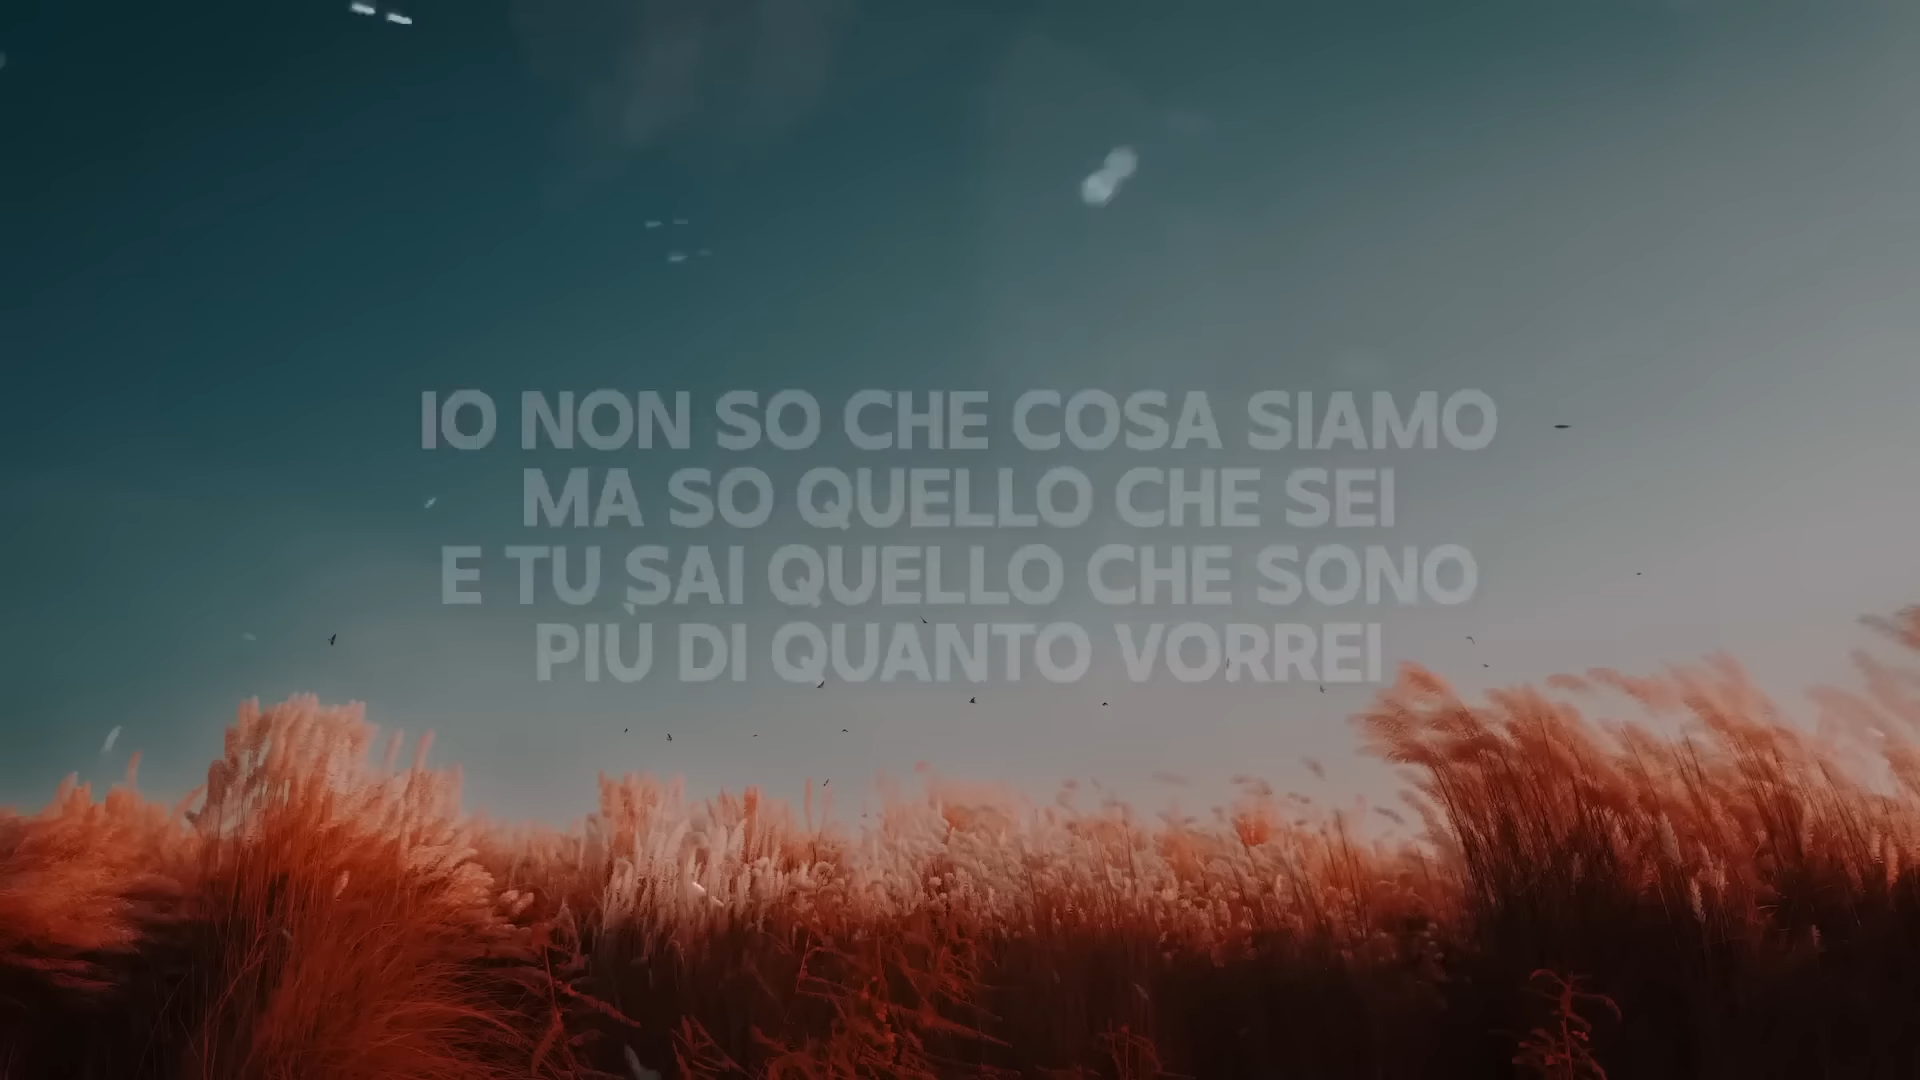 IO NON SO CHE COSA SIAMO
MA SO QUELLO CHE SEI
E TU SAI QUELLO CHE SONO
PIU DI QUANTO VORREI